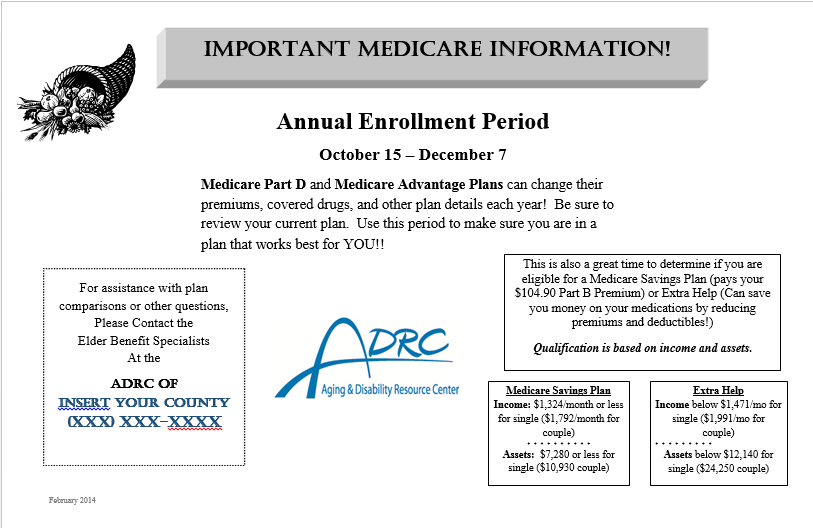 IMPORTANT MEDICARE INFORMATION!
Annual Enrollment Period
October 15 – December 7
Medicare Part D and Medicare Advantage Plans can change their
premiums, covered drugs, and other plan details each year!  Be sure to
review your current plan.  Use this period to make sure you are in a
plan that works best for YOU!!
For assistance with plan
comparisons or other questions,
Please Contact the
Elder Benefit Specialists
At the
ADRC OF
INSERT YOUR COUNTY
(XXX) XXX-XXXX
ADRC
Aging & Disability Resource Center
This is also a great time to determine if you are
eligible for a Medicare Savings Plan (pays your
$104.90 Part B Premium) or Extra Help (Can save
you money on your medications by reducing
premiums and deductibles!)
Qualification is based on income and assets.
Medicare Savings Plan
Income: $1,324/month or less
for single ($1,792/month for
couple)
Assets:  $7,280 or less for
single ($10,930 couple)
Extra Help
Income below $1,471/mo for
single ($1,991/mo for
couple)
Assets below $12,140 for
single ($24,250 couple)
February 2014